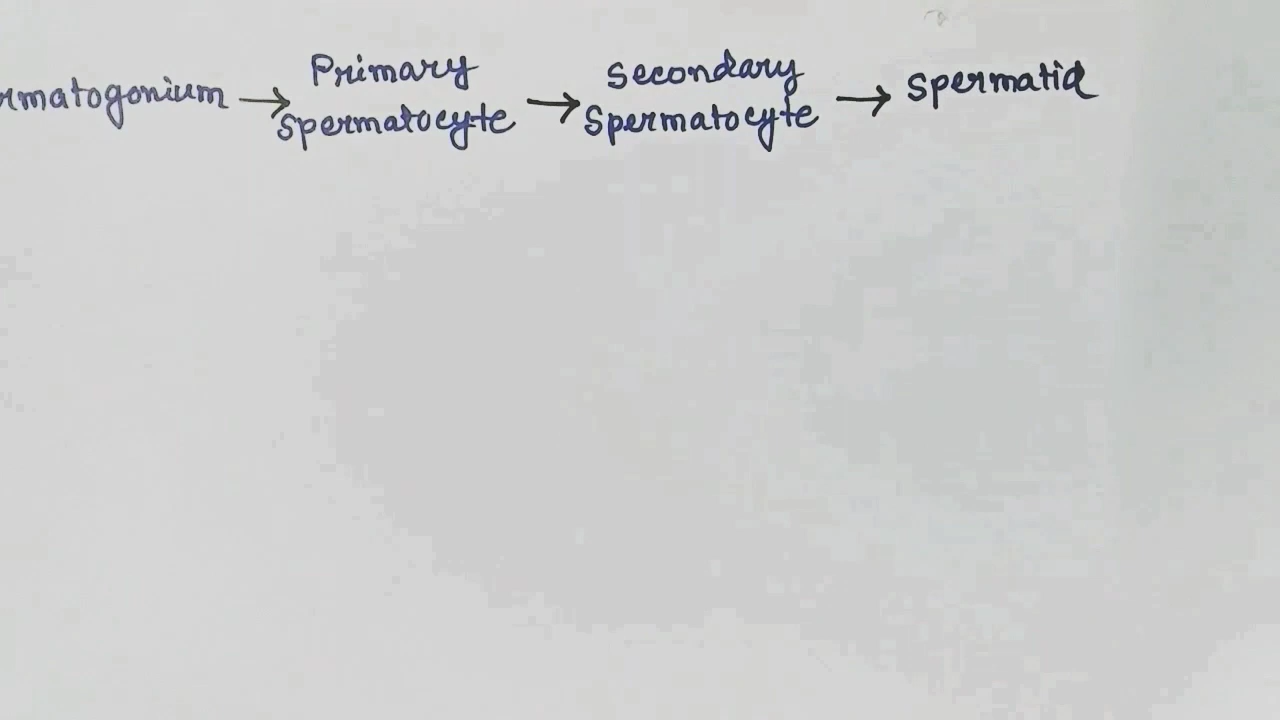 rmatogonium → Primary spermatocyte → Secondary Spermatocyte → spermatid